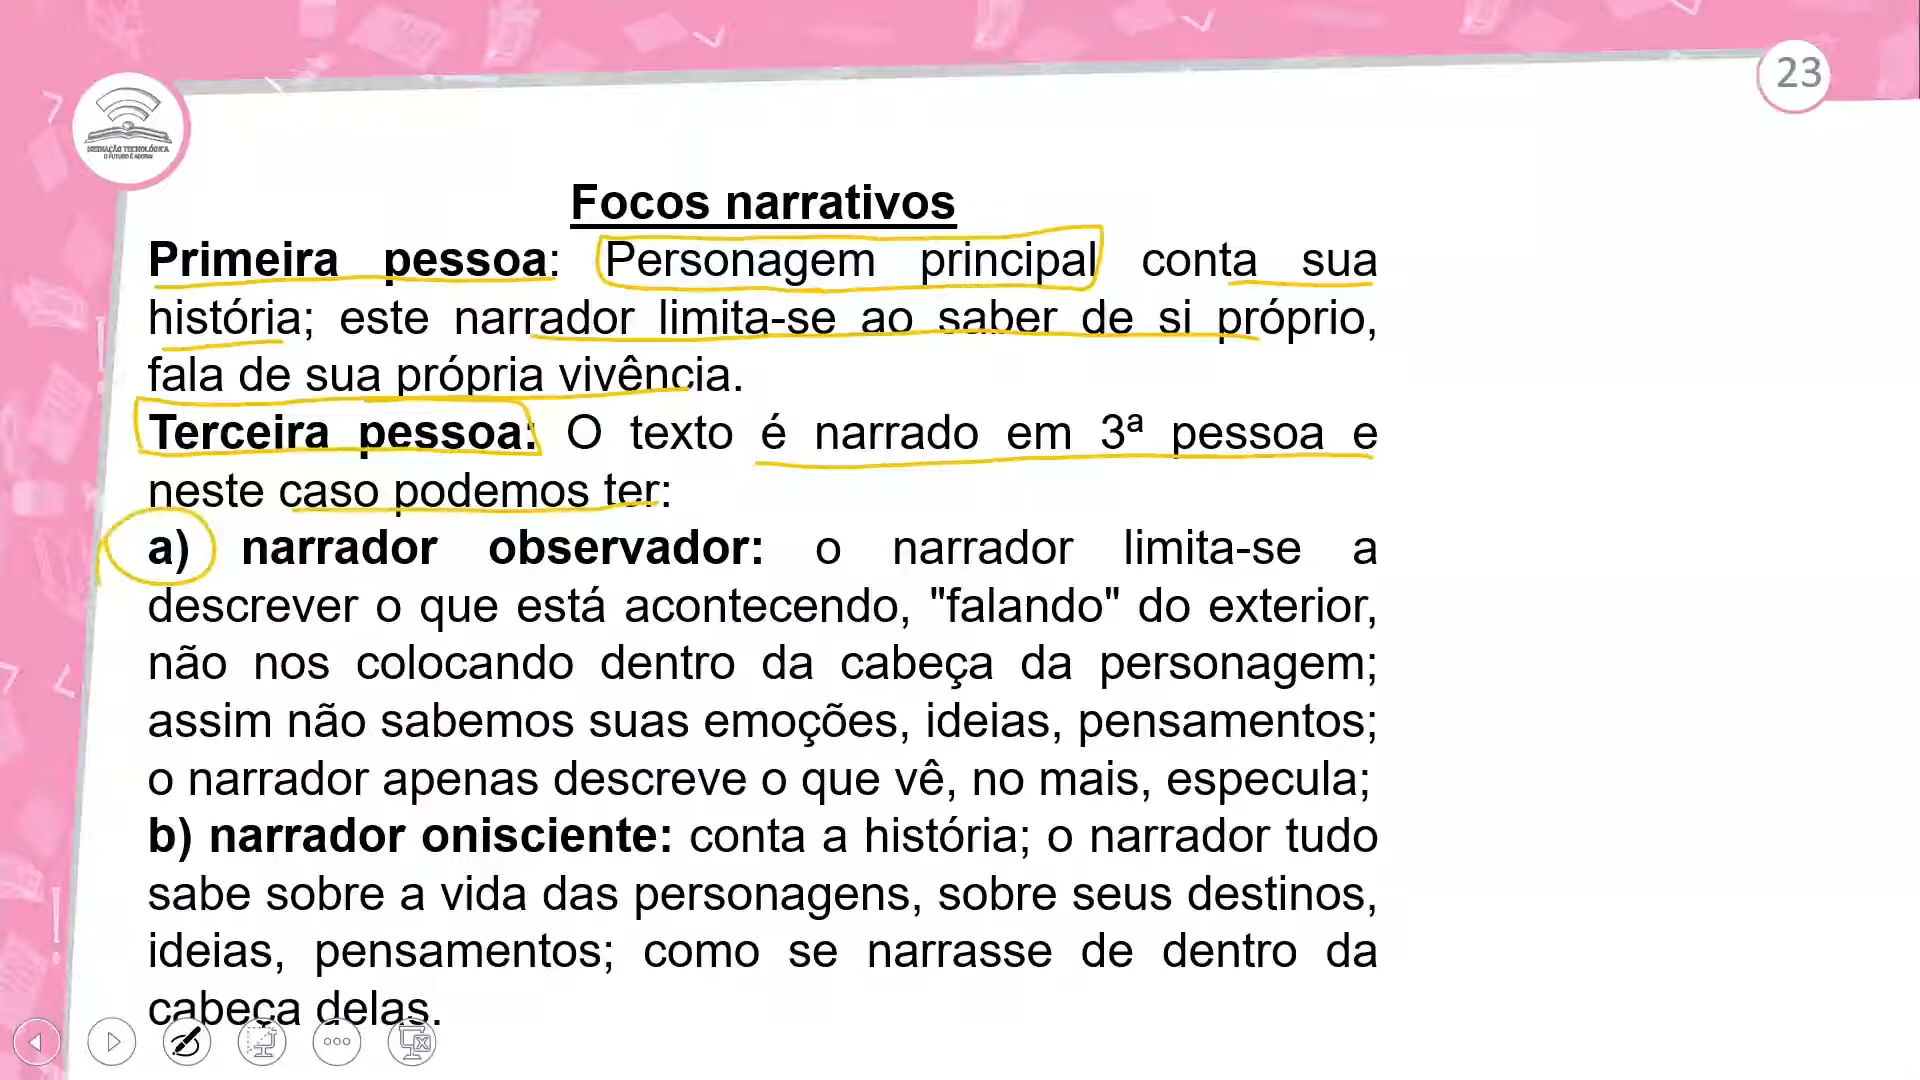 23
MEDIAÇÃO TECNOLÓGICA
O FUTURO É AGORA!
Focos narrativos
Primeira pessoa: Personagem principal conta sua
história; este narrador limita-se ao saber de si próprio,
fala de sua própria vivência.
Terceira pessoa: O texto é narrado em 3ª pessoa e
neste caso podemos ter:
a) narrador observador: o narrador limita-se a
descrever o que está acontecendo, "falando" do exterior,
não nos colocando dentro da cabeça da personagem;
assim não sabemos suas emoções, ideias, pensamentos;
o narrador apenas descreve o que vê, no mais, especula;
b) narrador onisciente: conta a história; o narrador tudo
sabe sobre a vida das personagens, sobre seus destinos,
ideias, pensamentos; como se narrasse de dentro da
cabeça delas.